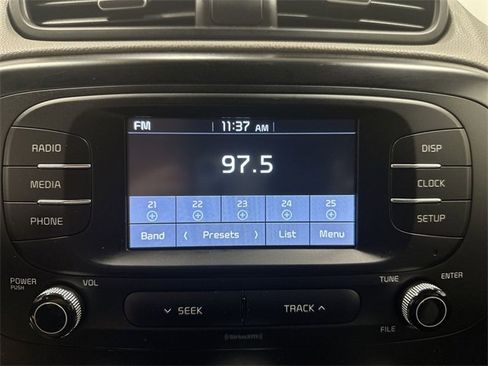 FM 11:37 AM
97.5
21 22 23 24 25
Band Presets List Menu
RADIO
MEDIA
PHONE
DISP
CLOCK
SETUP
POWER PUSH VOL
SEEK TRACK
TUNE ENTER
FILE
SiriusXM